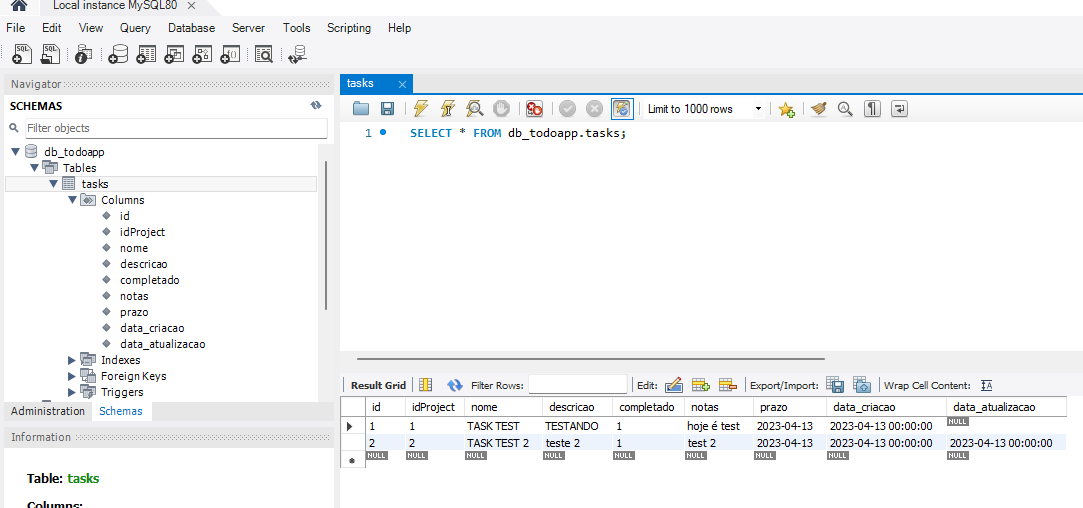 Local instance MySQL80
File Edit View Query Database Server Tools Scripting Help
Navigator
SCHEMAS
Filter objects
db_todoapp
Tables
tasks
Columns
id
idProject
nome
descricao
completado
notas
prazo
data_criacao
data_atualizacao
Indexes
Foreign Keys
Triggers
Administration Schemas
Information
Table: tasks
Columns:
tasks
Limit to 1000 rows
1 SELECT * FROM db_todoapp.tasks;
Result Grid Filter Rows: Edit: Export/Import: Wrap Cell Content:
id idProject nome descricao completado notas prazo data_criacao data_atualizacao
1 1 TASK TEST TESTANDO 1 hoje é test 2023-04-13 2023-04-13 00:00:00 NULL
2 2 TASK TEST 2 teste 2 1 test 2 2023-04-13 2023-04-13 00:00:00 2023-04-13 00:00:00
NULL NULL NULL NULL NULL NULL NULL NULL NULL